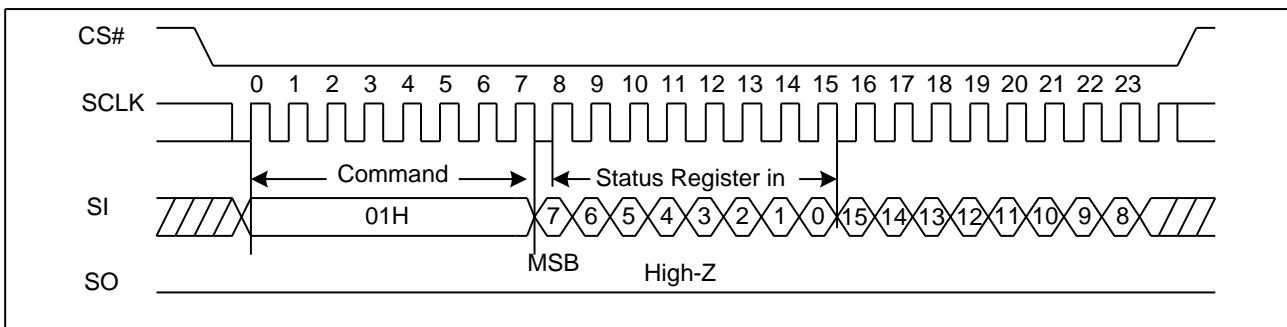 CS#
0 1 2 3 4 5 6 7 8 9 10 11 12 13 14 15 16 17 18 19 20 21 22 23
SCLK
Command
Status Register in
SI
01H
7 6 5 4 3 2 1 0 15 14 13 12 11 10 9 8
MSB
High-Z
SO